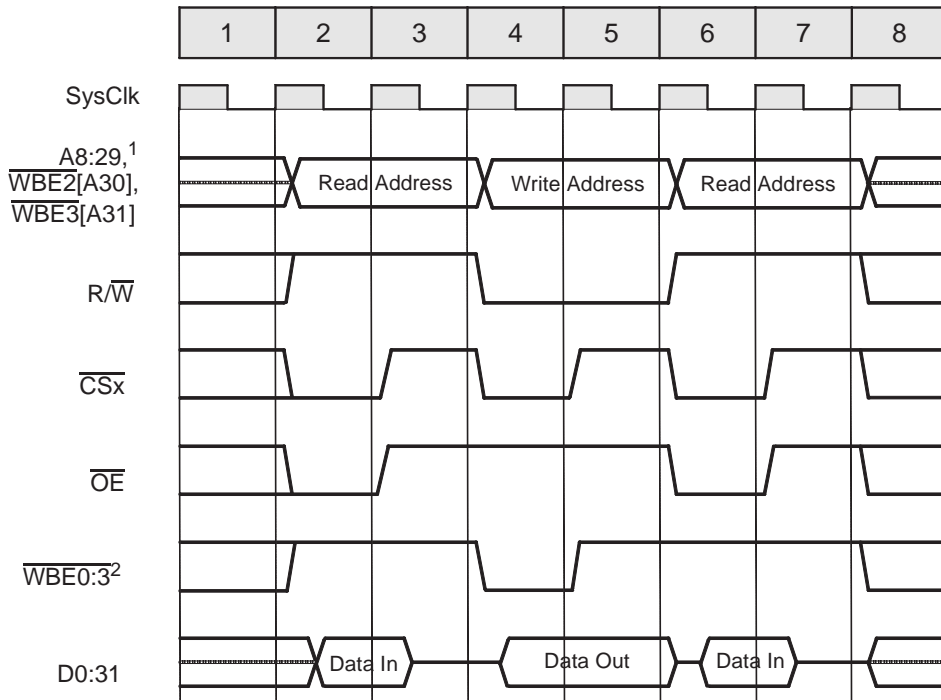 1 2 3 4 5 6 7 8
SysClk
A8:29,1
WBE2[A30],
WBE3[A31]
Read Address Write Address Read Address
R/W
CSx
OE
WBE0:32
D0:31
Data In Data Out Data In